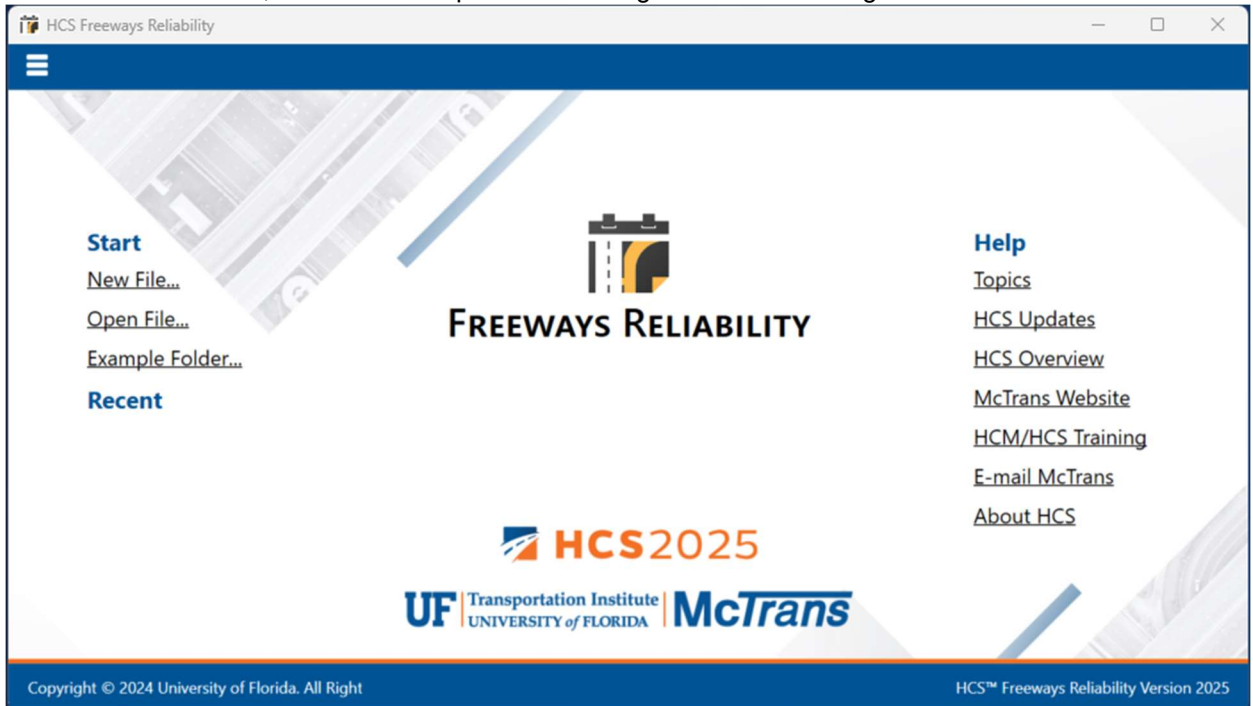 HCS Freeways Reliability
Start
New File...
Open File...
Example Folder...
Recent
FREEWAYS RELIABILITY
Help
Topics
HCS Updates
HCS Overview
McTrans Website
HCM/HCS Training
E-mail McTrans
About HCS
HCS2025
UF Transportation Institute
UNIVERSITY of FLORIDA
McTrans
Copyright © 2024 University of Florida. All Right
HCS™ Freeways Reliability Version 2025